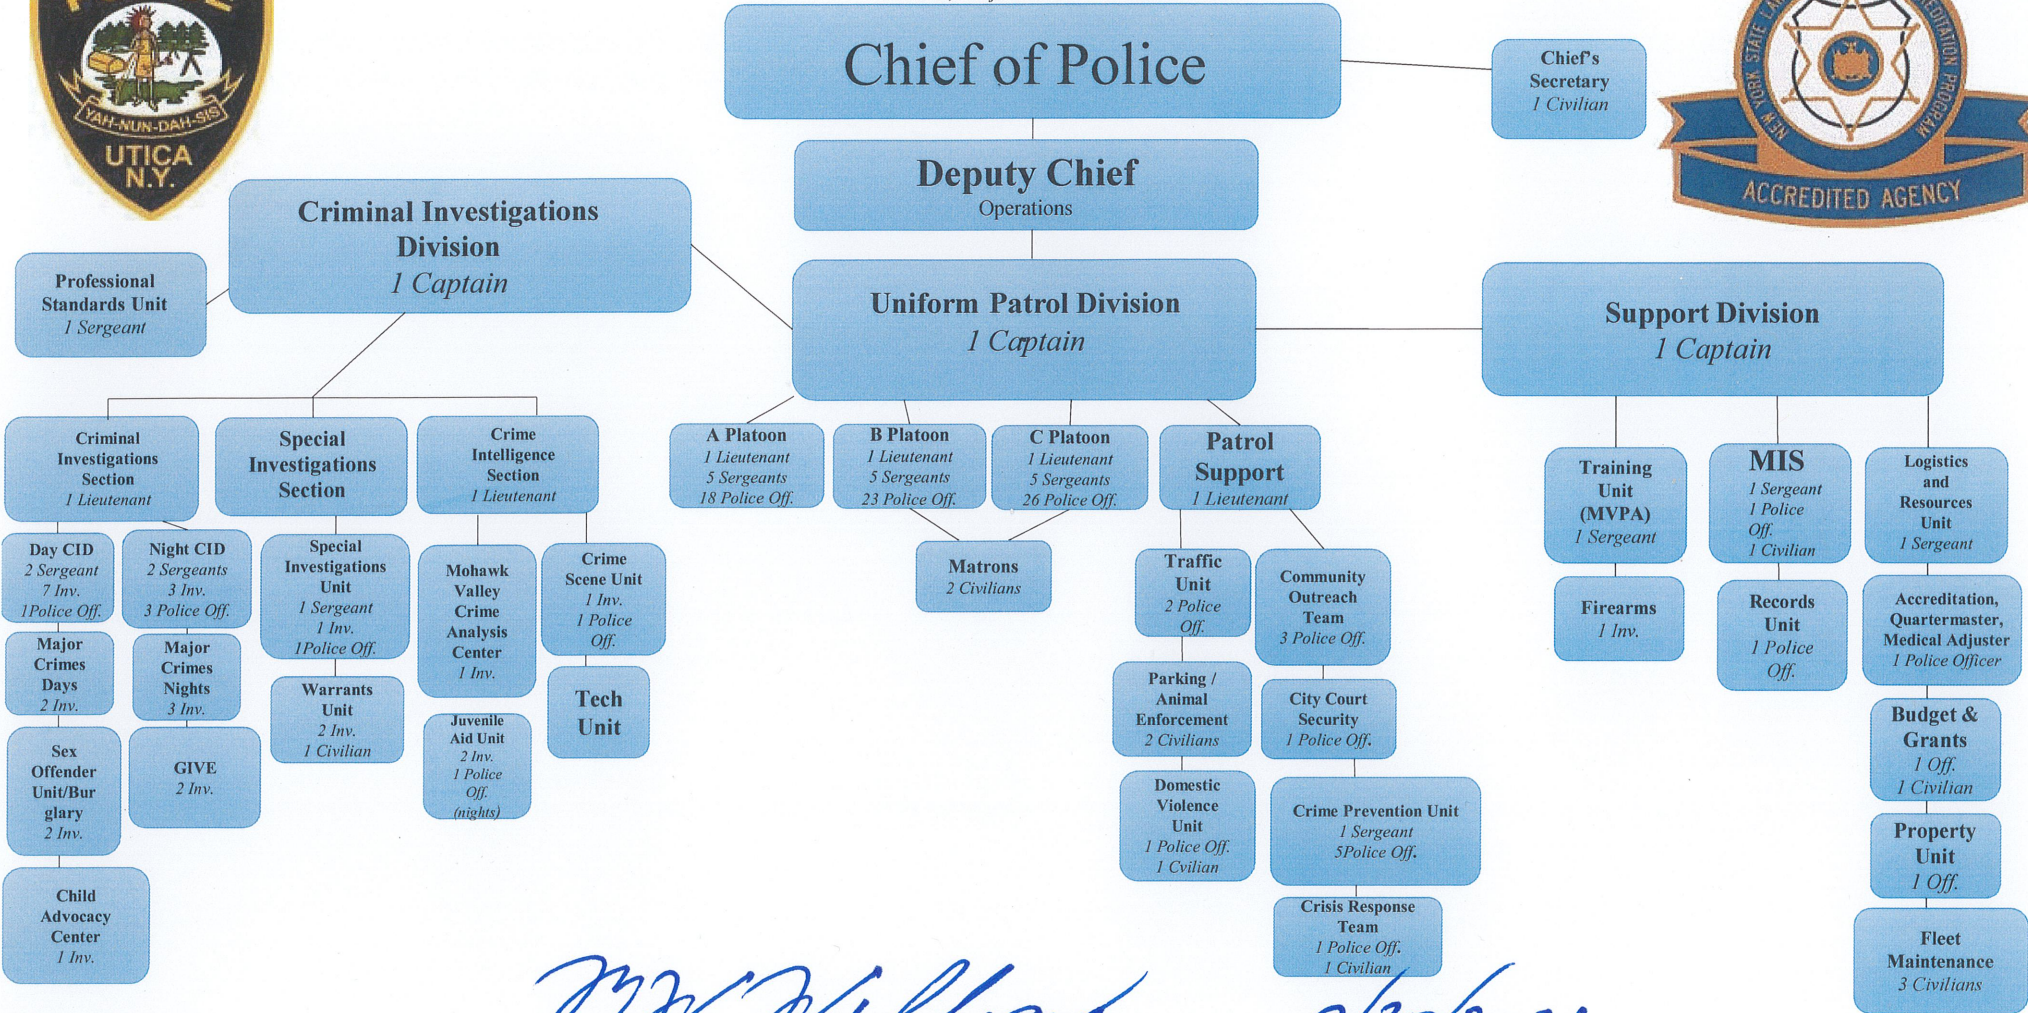 YAH-NUN-DAH-SIS
UTICA
N.Y.
Chief of Police
Chief's
Secretary
1 Civilian
NEW YORK STATE
ACCREDITATION PROGRAM
ACCREDITED AGENCY
Deputy Chief
Operations
Criminal Investigations
Division
1 Captain
Professional
Standards Unit
1 Sergeant
Uniform Patrol Division
1 Captain
Support Division
1 Captain
Criminal
Investigations
Section
1 Lieutenant
Special
Investigations
Section
Crime
Intelligence
Section
1 Lieutenant
A Platoon
1 Lieutenant
5 Sergeants
18 Police Off.
B Platoon
1 Lieutenant
5 Sergeants
23 Police Off.
C Platoon
1 Lieutenant
5 Sergeants
26 Police Off.
Patrol
Support
1 Lieutenant
Training
Unit
(MVPA)
1 Sergeant
MIS
1 Sergeant
1 Police
Off.
1 Civilian
Logistics
and
Resources
Unit
1 Sergeant
Day CID
2 Sergeant
7 Inv.
1Police Off.
Night CID
2 Sergeants
3 Inv.
3 Police Off.
Special
Investigations
Unit
1 Sergeant
1 Inv.
1Police Off.
Mohawk
Valley
Crime
Analysis
Center
1 Inv.
Crime
Scene Unit
1 Inv.
1 Police
Off.
Matrons
2 Civilians
Traffic
Unit
2 Police
Off.
Community
Outreach
Team
3 Police Off.
Firearms
1 Inv.
Records
Unit
1 Police
Off.
Accreditation,
Quartermaster,
Medical Adjuster
1 Police Officer
Major
Crimes
Days
2 Inv.
Major
Crimes
Nights
3 Inv.
Warrants
Unit
2 Inv.
1 Civilian
Juvenile
Aid Unit
2 Inv.
1 Police
Off.
(nights)
Tech
Unit
Parking /
Animal
Enforcement
2 Civilians
City Court
Security
1 Police Off.
Budget &
Grants
1 Off.
1 Civilian
Sex
Offender
Unit/Bur
glary
2 Inv.
GIVE
2 Inv.
Domestic
Violence
Unit
1 Police Off.
1 Cvilian
Crime Prevention Unit
1 Sergeant
5Police Off.
Property
Unit
1 Off.
Child
Advocacy
Center
1 Inv.
Crisis Response
Team
1 Police Off.
1 Civilian
Fleet
Maintenance
3 Civilians